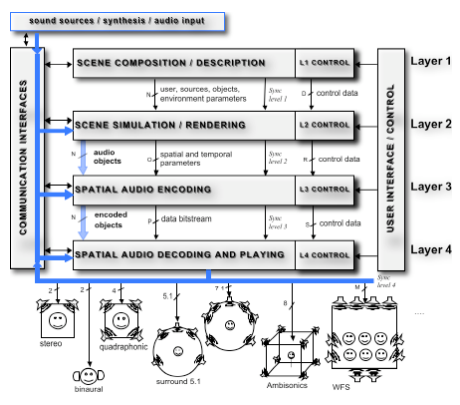 sound sources / synthesis / audio input
COMMUNICATION INTERFACES
SCENE COMPOSITION / DESCRIPTION
L1 CONTROL
Layer 1
N
user, sources, objects,
environment parameters
Sync
level 1
D
control data
USER INTERFACE / CONTROL
SCENE SIMULATION / RENDERING
L2 CONTROL
Layer 2
N
audio
objects
O
spatial and temporal
parameters
Sync
level 2
R
control data
SPATIAL AUDIO ENCODING
L3 CONTROL
Layer 3
N
encoded
objects
P
data bitstream
Sync
level 3
S
control data
SPATIAL AUDIO DECODING AND PLAYING
L4 CONTROL
Layer 4
Sync
level 4
2
2
4
5.1
7.1
8
M
....
stereo
quadraphonic
binaural
surround 5.1
Ambisonics
WFS